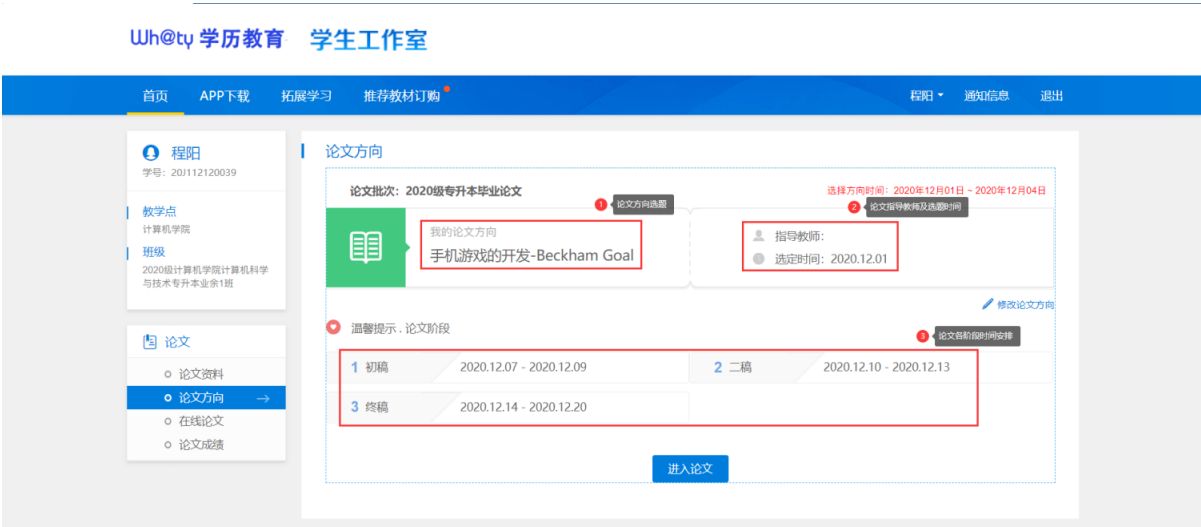 Wh@ty 学历教育 学生工作室
首页 APP下载 拓展学习 推荐教材订购 程阳 通知信息 退出
程阳
学号：20J112120039
教学点
计算机学院
班级
2020级计算机学院计算机科学
与技术专升本业余1班
论文
论文资料
论文方向
在线论文
论文成绩
论文方向
论文批次：2020级专升本毕业论文
选择方向时间：2020年12月01日 ~ 2020年12月04日
1 论文方向选题
2 论文指导教师及选题时间
我的论文方向
手机游戏的开发-Beckham Goal
指导教师：
选定时间：2020.12.01
修改论文方向
温馨提示 . 论文阶段
3 论文各阶段时间安排
1 初稿 2020.12.07 - 2020.12.09 2 二稿 2020.12.10 - 2020.12.13
3 终稿 2020.12.14 - 2020.12.20
进入论文